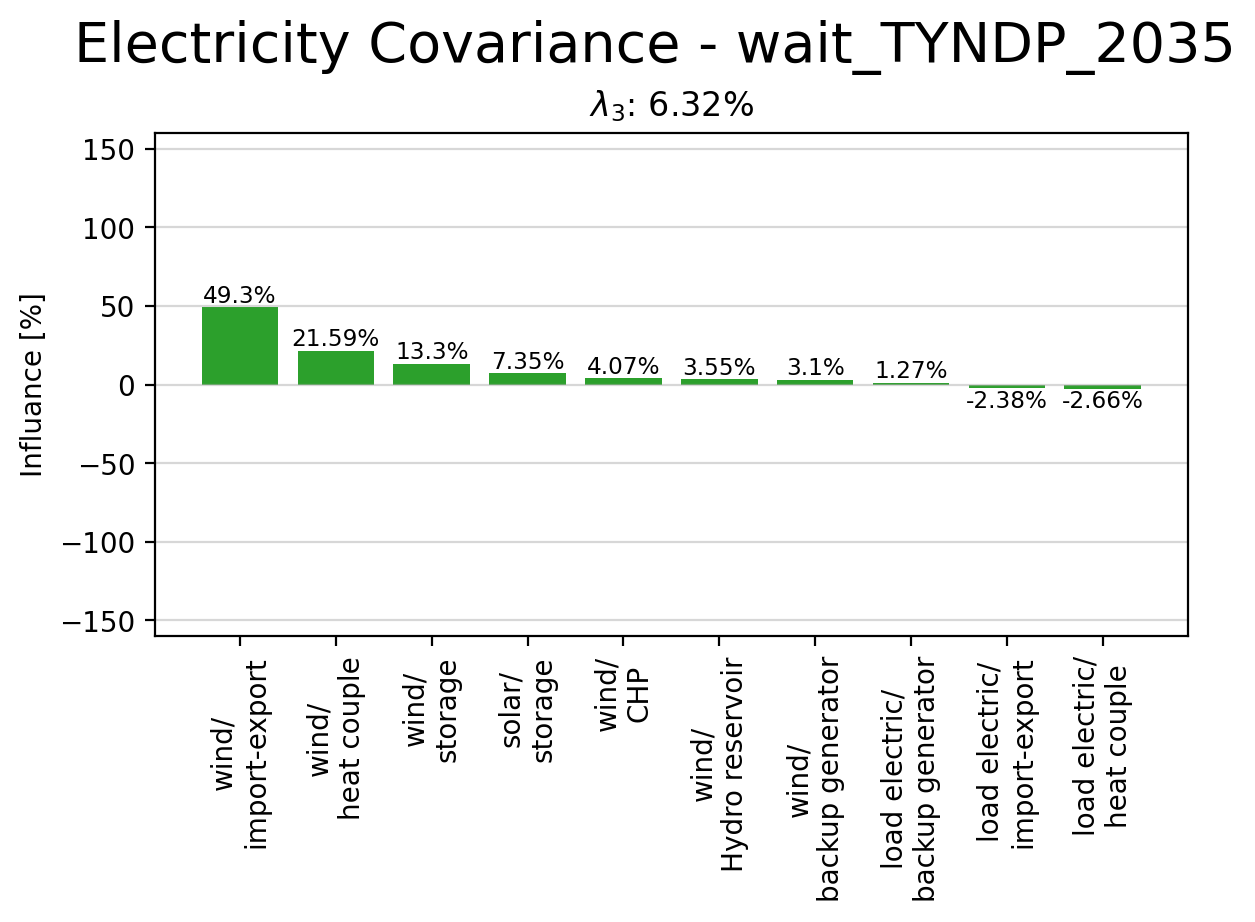 Electricity Covariance - wait_TYNDP_2035
λ3: 6.32%
Influance [%]
150
100
50
0
−50
−100
−150
49.3%
21.59%
13.3%
7.35%
4.07%
3.55%
3.1%
1.27%
-2.38%
-2.66%
wind/
import-export
wind/
heat couple
wind/
storage
solar/
storage
wind/
CHP
wind/
Hydro reservoir
wind/
backup generator
load electric/
backup generator
load electric/
import-export
load electric/
heat couple